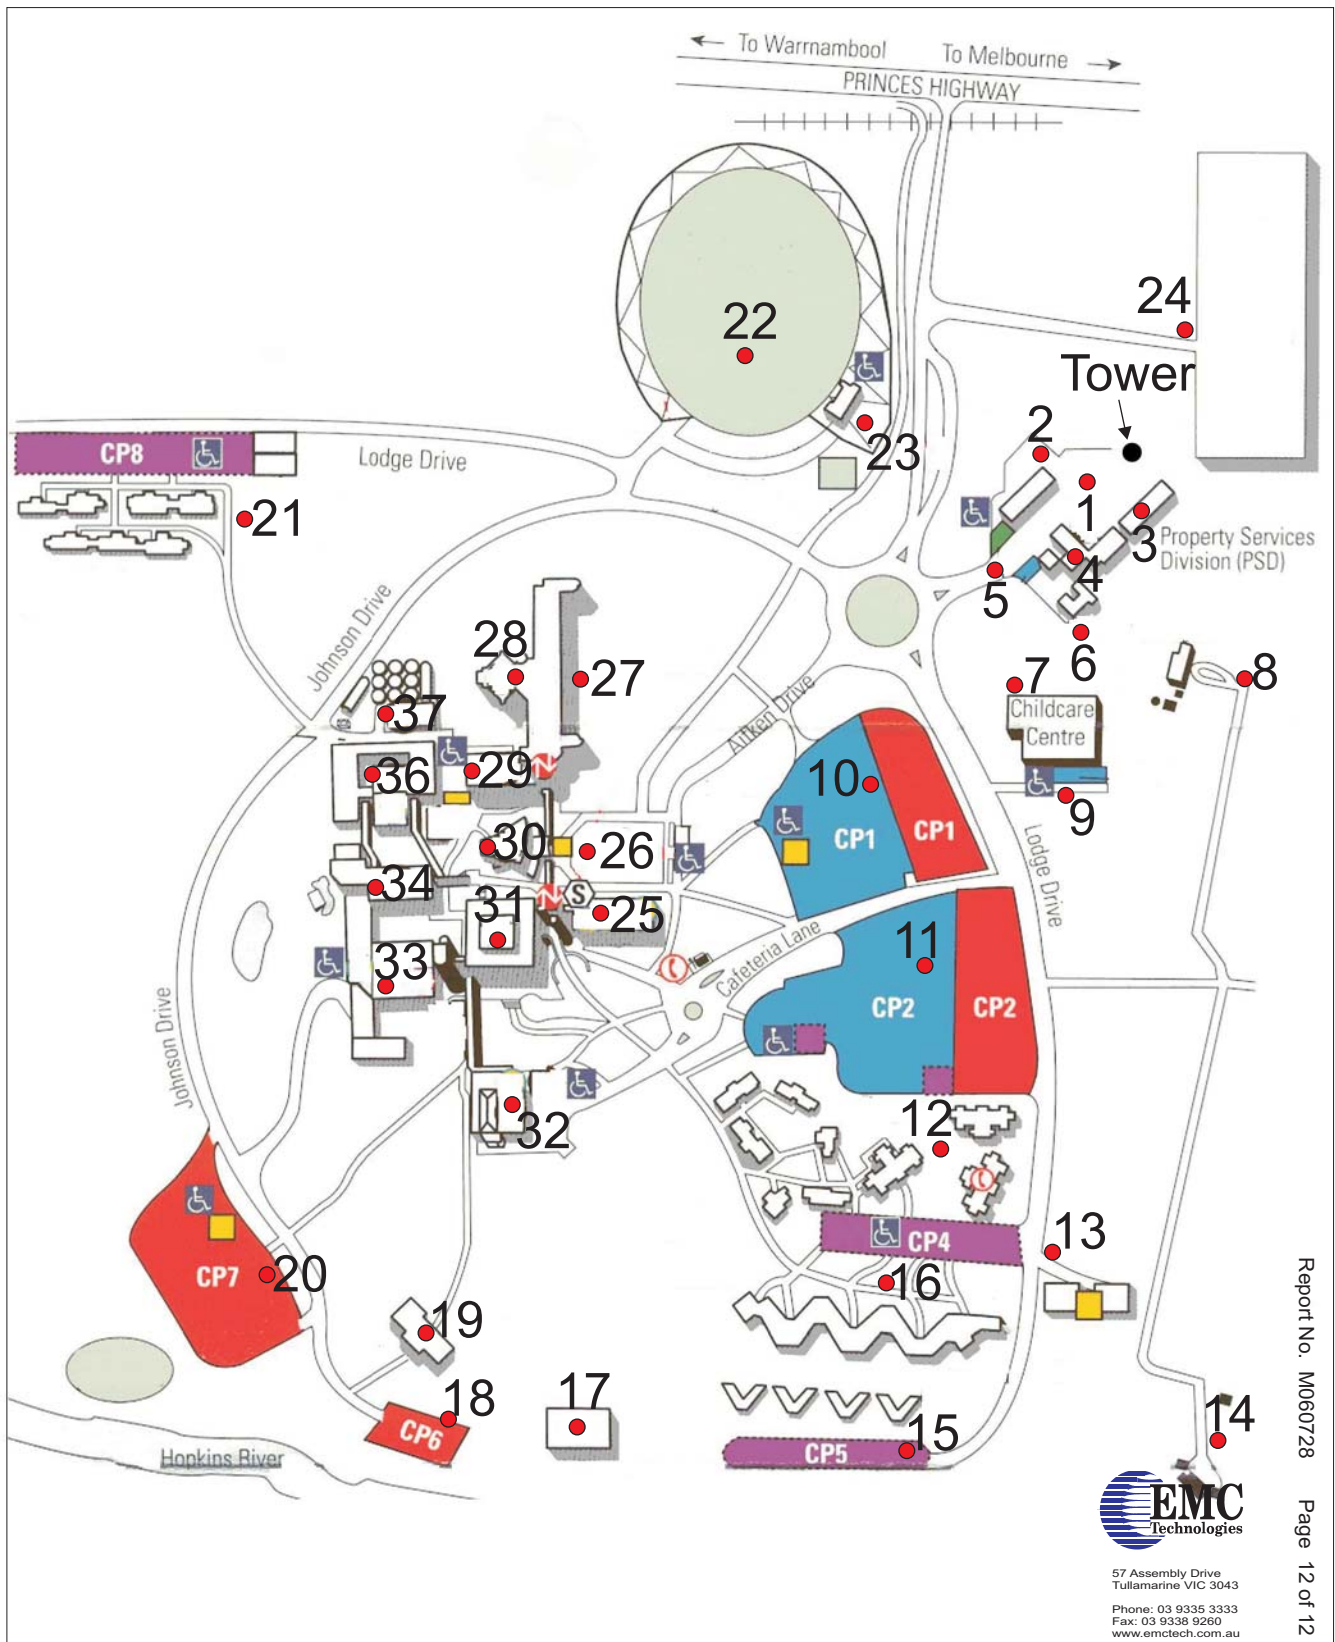 To Warrnambool
To Melbourne
PRINCES HIGHWAY
24
22
Tower
23
2
CP8
Lodge Drive
1
21
3
Property Services
Division (PSD)
4
5
Johnson Drive
28
6
27
7
8
Childcare
Centre
37
Aitken Drive
29
36
10
9
CP1
CP1
30
26
Lodge Drive
34
S
31
25
Cafeteria Lane
11
33
CP2
CP2
Johnson Drive
32
12
13
CP4
CP7
20
16
19
18
17
14
CP6
15
CP5
Hopkins River
EMC
Technologies
57 Assembly Drive
Tullamarine VIC 3043
Phone: 03 9335 3333
Fax: 03 9338 9260
www.emctech.com.au
Report No. M060728 Page 12 of 12